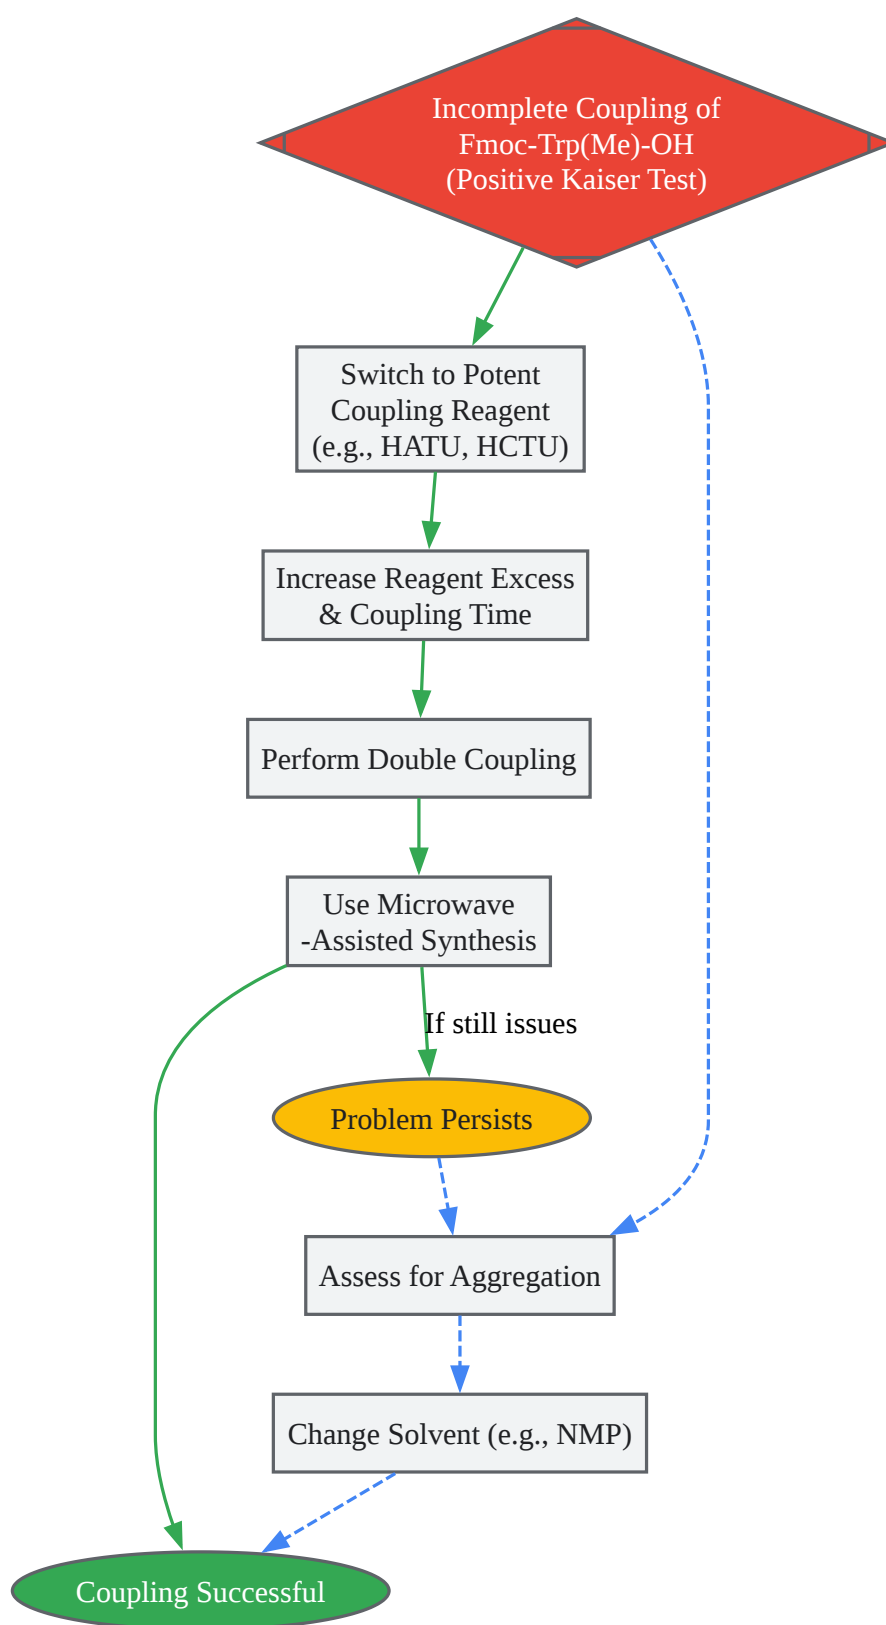 Incomplete Coupling of
Fmoc-Trp(Me)-OH
(Positive Kaiser Test)
Switch to Potent
Coupling Reagent
(e.g., HATU, HCTU)
Increase Reagent Excess
& Coupling Time
Perform Double Coupling
Use Microwave
-Assisted Synthesis
If still issues
Problem Persists
Assess for Aggregation
Change Solvent (e.g., NMP)
Coupling Successful